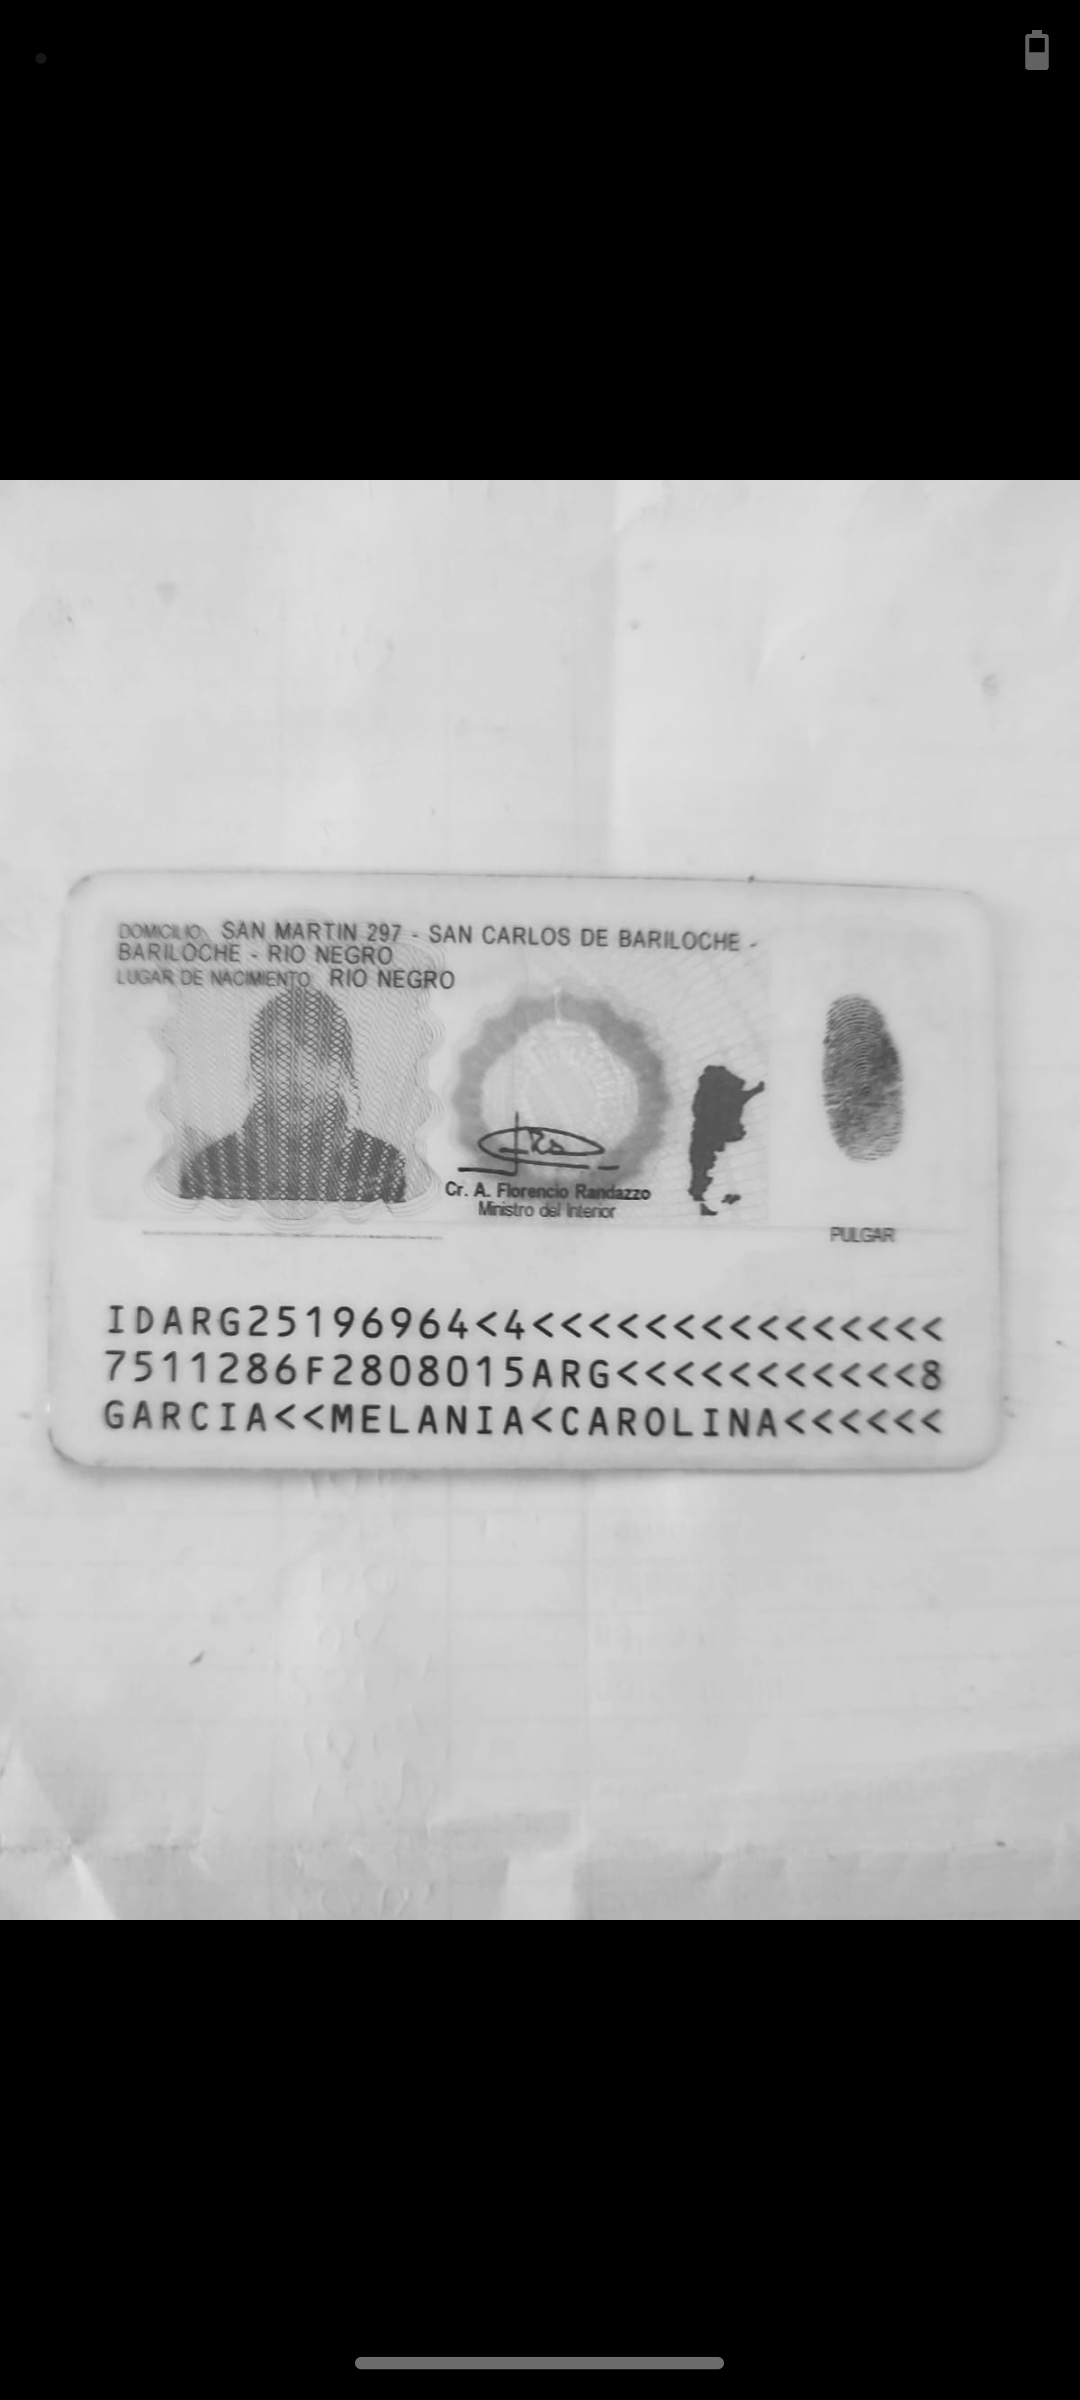 DOMICILIO: SAN MARTIN 297 - SAN CARLOS DE BARILOCHE -
BARILOCHE - RIO NEGRO
LUGAR DE NACIMIENTO: RIO NEGRO
Cr. A. Florencio Randazzo
Ministro del Interior
PULGAR
IDARG25196964<4<<<<<<<<<<<<<<<
7511286F2808015ARG<<<<<<<<<<<8
GARCIA<<MELANIA<CAROLINA<<<<<<